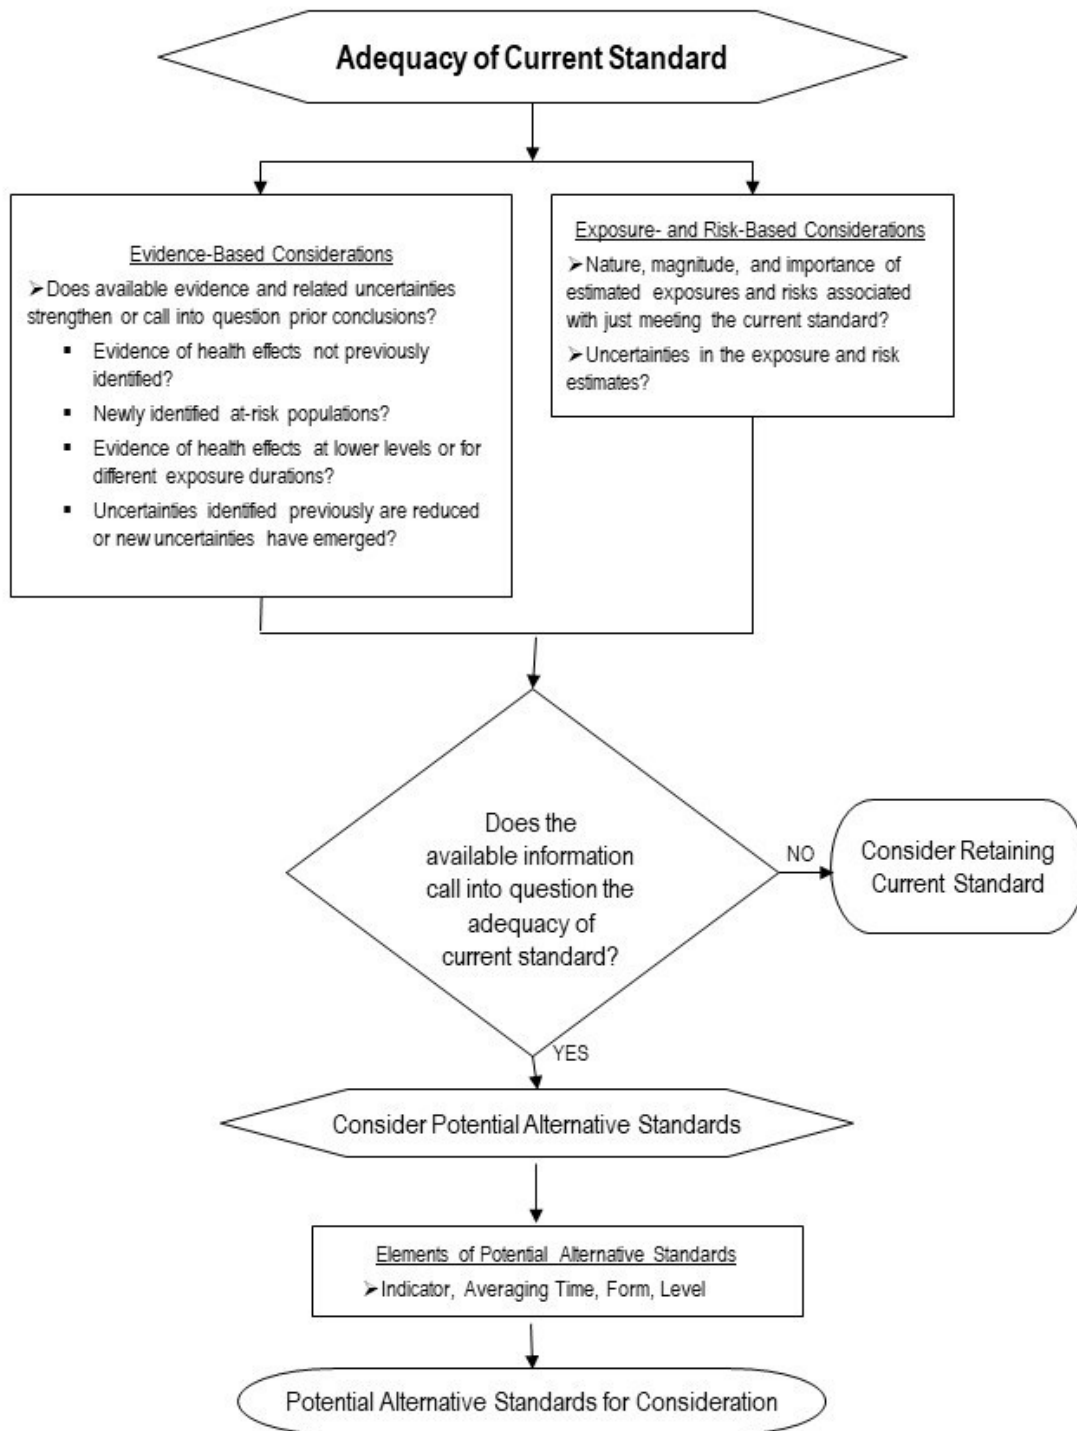 Adequacy of Current Standard
Evidence-Based Considerations
➤Does available evidence and related uncertainties
strengthen or call into question prior conclusions?
▪ Evidence of health effects not previously
identified?
▪ Newly identified at-risk populations?
▪ Evidence of health effects at lower levels or for
different exposure durations?
▪ Uncertainties identified previously are reduced
or new uncertainties have emerged?
Exposure- and Risk-Based Considerations
➤Nature, magnitude, and importance of
estimated exposures and risks associated
with just meeting the current standard?
➤Uncertainties in the exposure and risk
estimates?
Does the
available information
call into question the
adequacy of
current standard?
NO
Consider Retaining
Current Standard
YES
Consider Potential Alternative Standards
Elements of Potential Alternative Standards
➤Indicator, Averaging Time, Form, Level
Potential Alternative Standards for Consideration